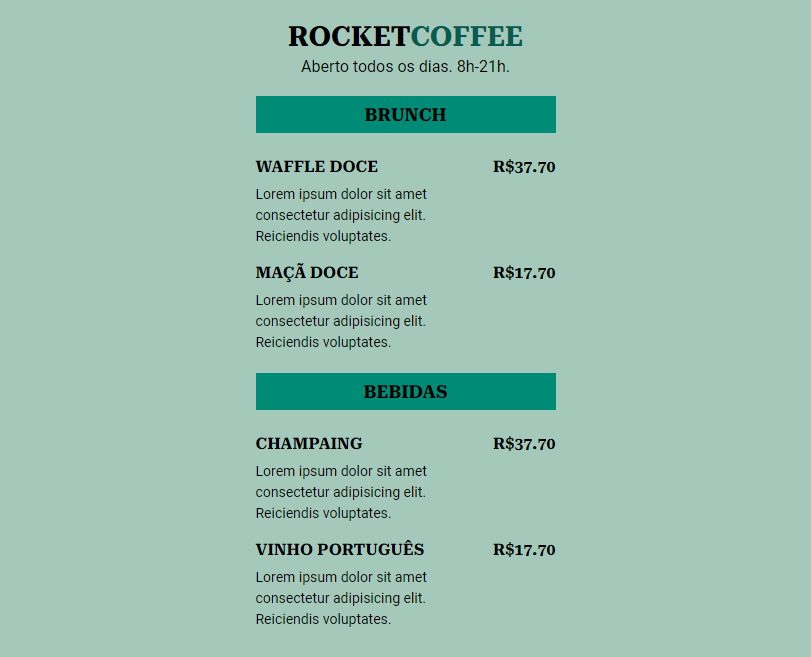 ROCKETCOFFEE
Aberto todos os dias. 8h-21h.
BRUNCH
WAFFLE DOCE R$37.70
Lorem ipsum dolor sit amet
consectetur adipisicing elit.
Reiciendis voluptates.
MAÇÃ DOCE R$17.70
Lorem ipsum dolor sit amet
consectetur adipisicing elit.
Reiciendis voluptates.
BEBIDAS
CHAMPAING R$37.70
Lorem ipsum dolor sit amet
consectetur adipisicing elit.
Reiciendis voluptates.
VINHO PORTUGUÊS R$17.70
Lorem ipsum dolor sit amet
consectetur adipisicing elit.
Reiciendis voluptates.